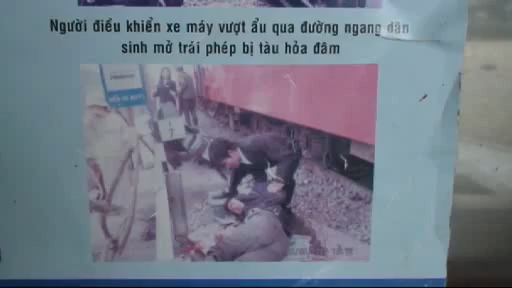 Người điều khiển xe máy vượt ẩu qua đường ngang dân
sinh mở trái phép bị tàu hỏa đâm